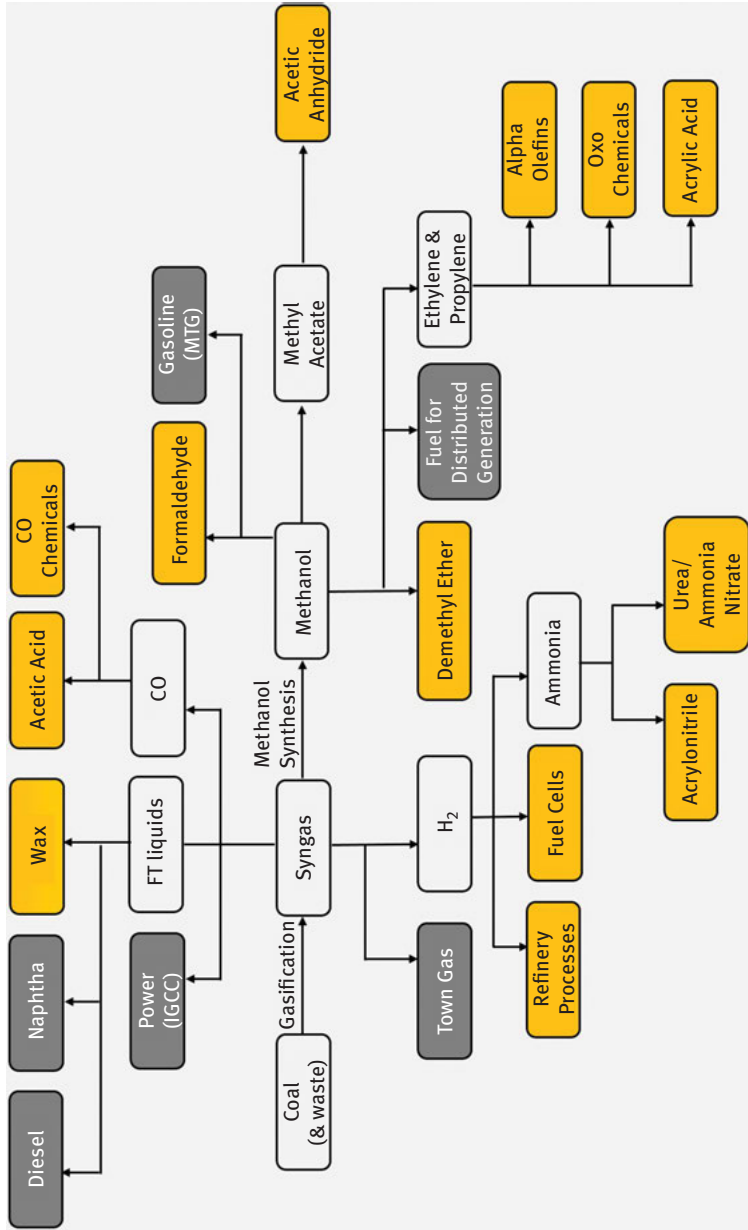 Diesel
Naphtha
Wax
Acetic Acid
CO
Chemicals
Power
(IGCC)
FT liquids
CO
Formaldehyde
Gasoline
(MTG)
Coal
(& waste)
Gasification
Syngas
Methanol
Synthesis
Methanol
Methyl
Acetate
Acetic
Anhydride
Town Gas
H₂
Demethyl Ether
Fuel for
Distributed
Generation
Ethylene &
Propylene
Refinery
Processes
Fuel Cells
Ammonia
Alpha
Olefins
Oxo
Chemicals
Acrylic Acid
Acrylonitrile
Urea/
Ammonia
Nitrate